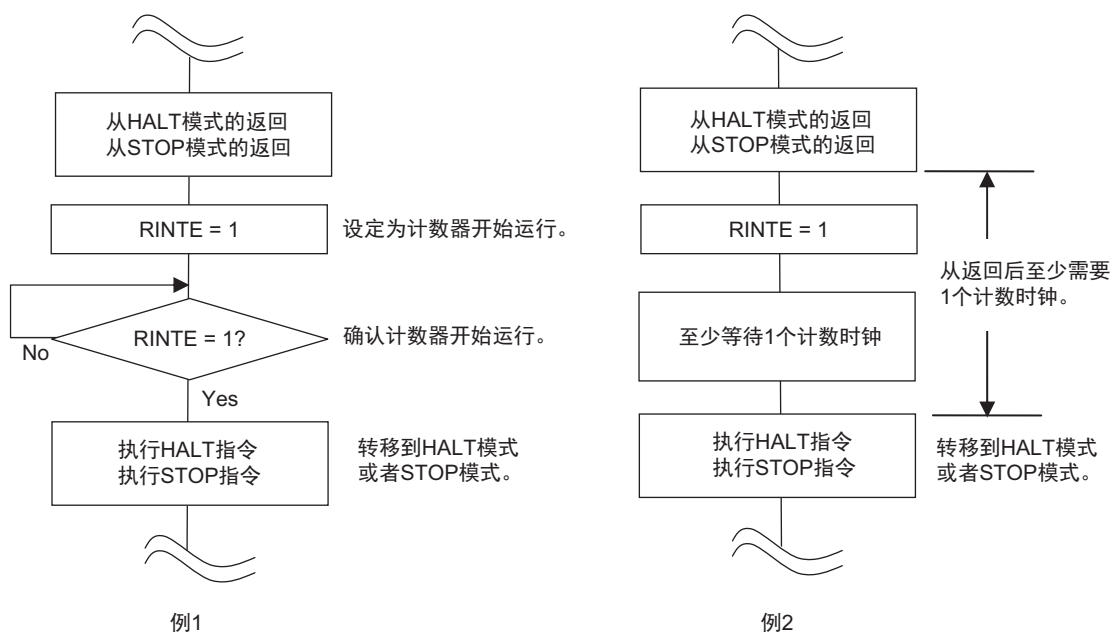 从HALT模式的返回
从STOP模式的返回
RINTE = 1
设定为计数器开始运行。
RINTE = 1?
确认计数器开始运行。
No
Yes
执行HALT指令
执行STOP指令
转移到HALT模式
或者STOP模式。
例1
从HALT模式的返回
从STOP模式的返回
RINTE = 1
从返回后至少需要
1个计数时钟。
至少等待1个计数时钟
执行HALT指令
执行STOP指令
转移到HALT模式
或者STOP模式。
例2